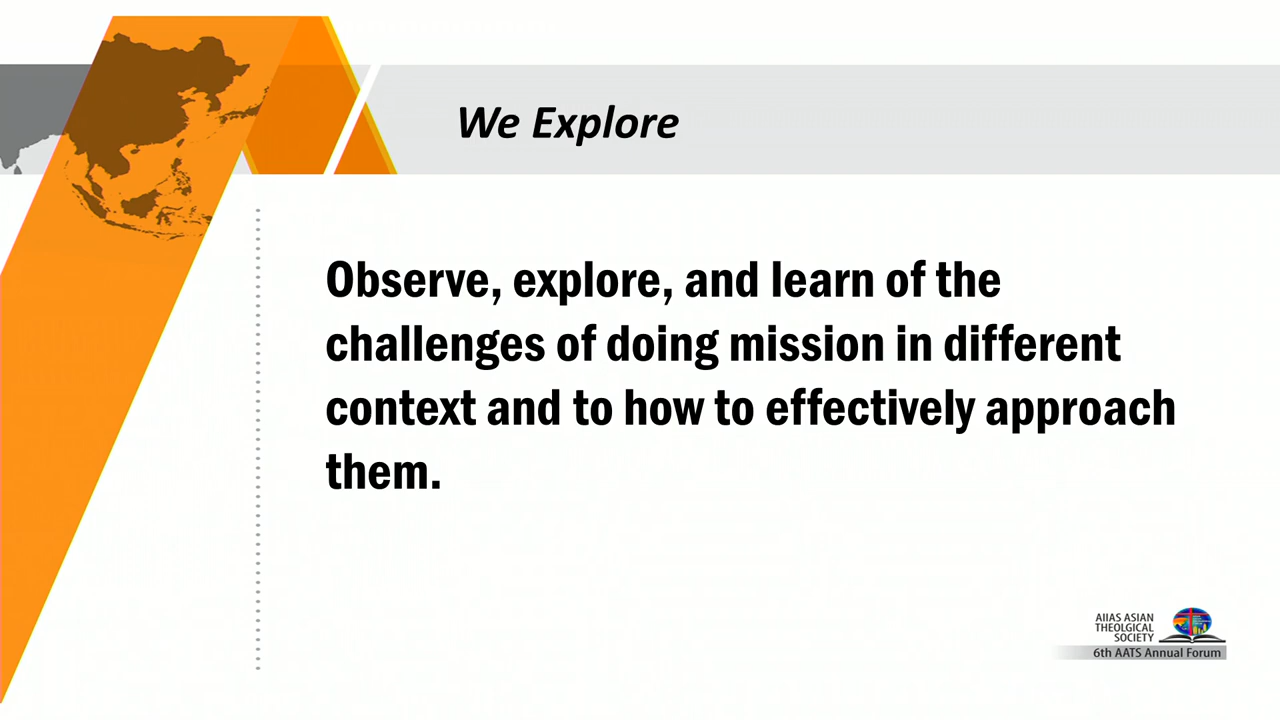 We Explore
Observe, explore, and learn of the
challenges of doing mission in different
context and to how to effectively approach
them.
AIIAS ASIAN
THEOLGICAL
SOCIETY
6th AATS Annual Forum